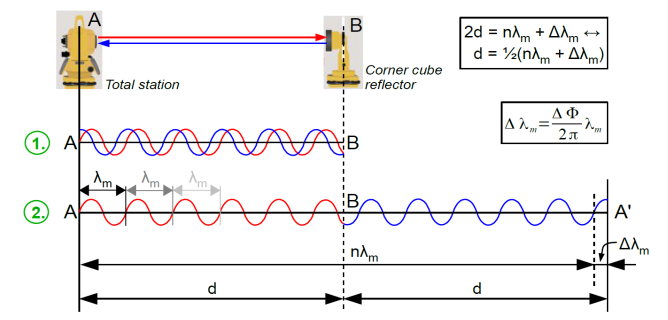 A
B
Total station
Corner cube
reflector
2d = nλm + Δλm ↔
d = ½(nλm + Δλm)
Δ λm = ΔΦ/2π λm
1.
A
B
λm
λm
λm
2.
A
B
A'
nλm
Δλm
d
d